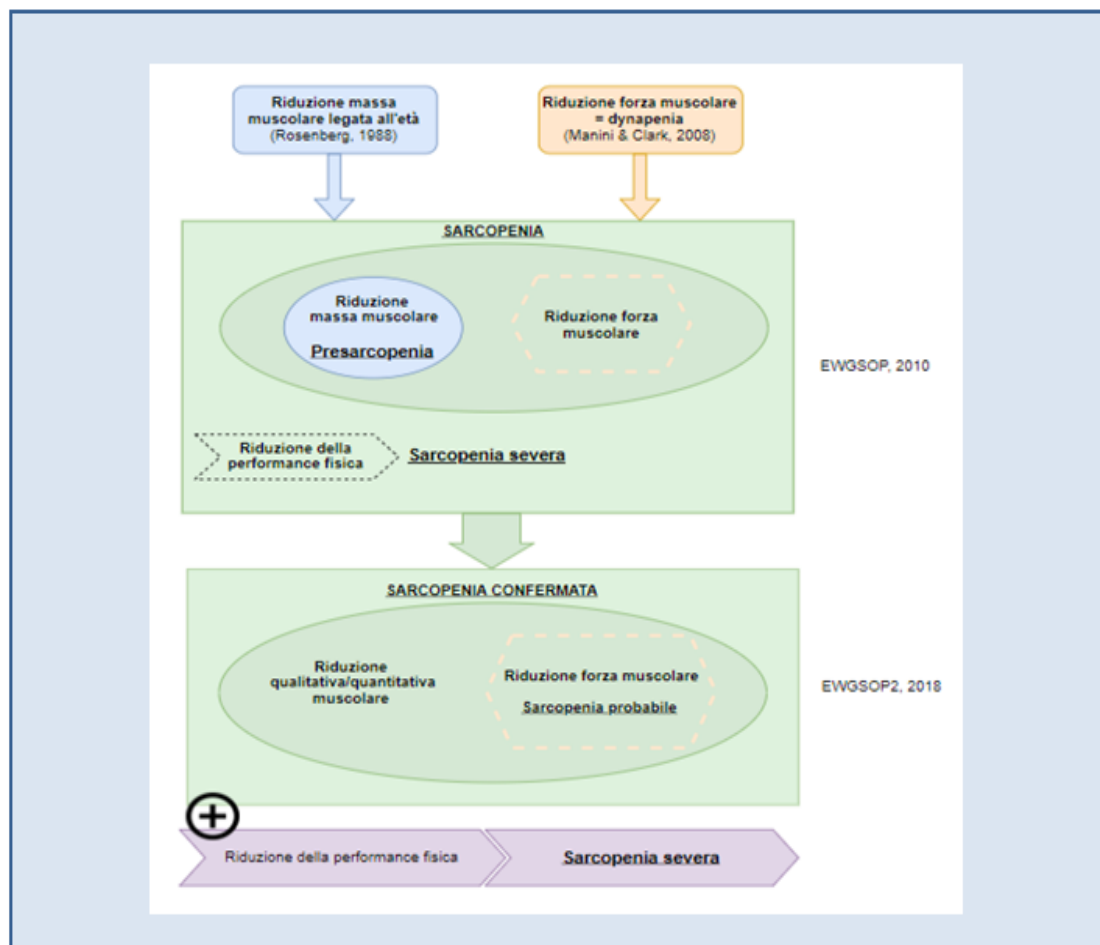 Riduzione massa
muscolare legata all'età
(Rosenberg, 1988)
Riduzione forza muscolare
= dynapenia
(Manini & Clark, 2008)
SARCOPENIA
Riduzione
massa muscolare
Presarcopenia
Riduzione forza
muscolare
EWGSOP, 2010
Riduzione della
performance fisica
Sarcopenia severa
SARCOPENIA CONFERMATA
Riduzione
qualitativa/quantitativa
muscolare
Riduzione forza muscolare
Sarcopenia probabile
EWGSOP2, 2018
Riduzione della performance fisica
Sarcopenia severa